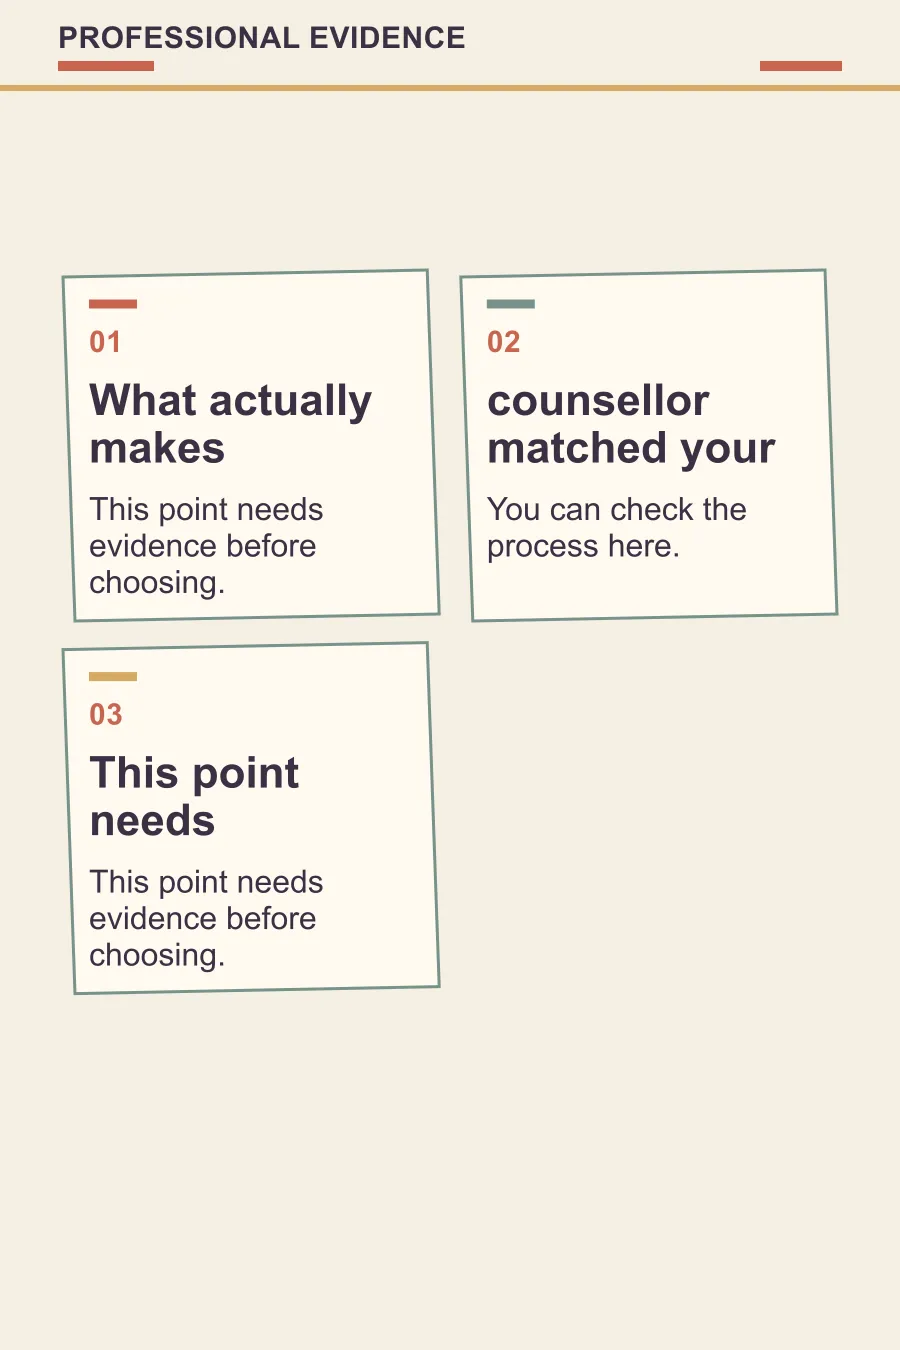 PROFESSIONAL EVIDENCE
01
What actually
makes
This point needs
evidence before
choosing.
02
counsellor
matched your
You can check the
process here.
03
This point
needs
This point needs
evidence before
choosing.